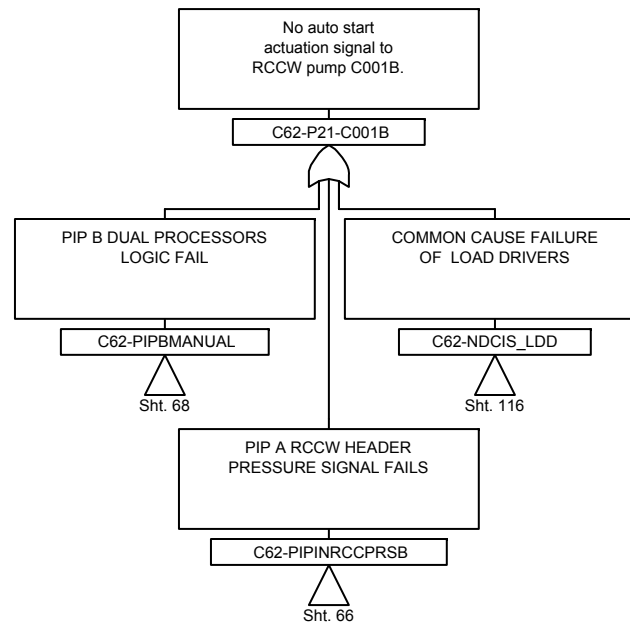 No auto start
actuation signal to
RCCW pump C001B.
C62-P21-C001B
PIP B DUAL PROCESSORS
LOGIC FAIL
C62-PIPBMANUAL
Sht. 68
COMMON CAUSE FAILURE
OF LOAD DRIVERS
C62-NDCIS_LDD
Sht. 116
PIP A RCCW HEADER
PRESSURE SIGNAL FAILS
C62-PIPINRCCPRSB
Sht. 66